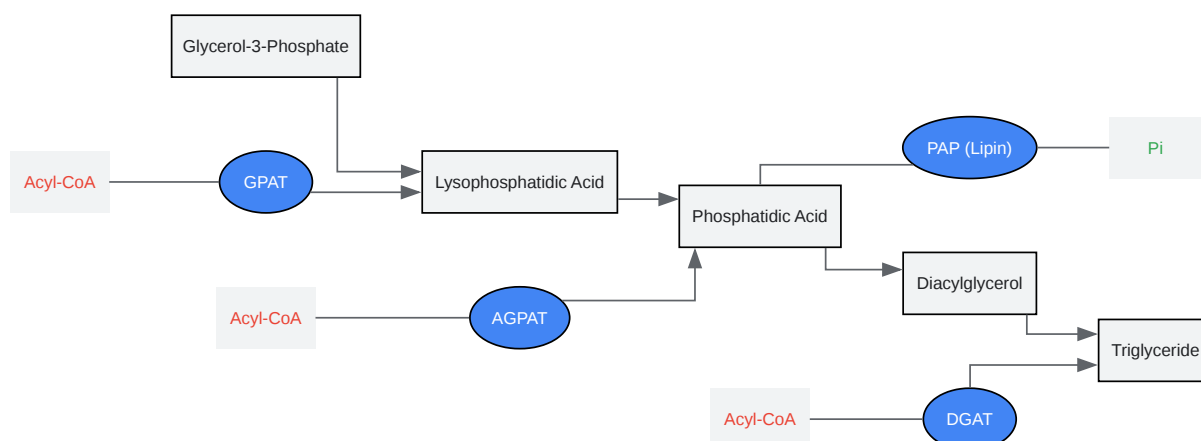 Glycerol-3-Phosphate
PAP (Lipin)
Pi
Acyl-CoA
GPAT
Lysophosphatidic Acid
Phosphatidic Acid
Diacylglycerol
Acyl-CoA
AGPAT
Triglyceride
Acyl-CoA
DGAT